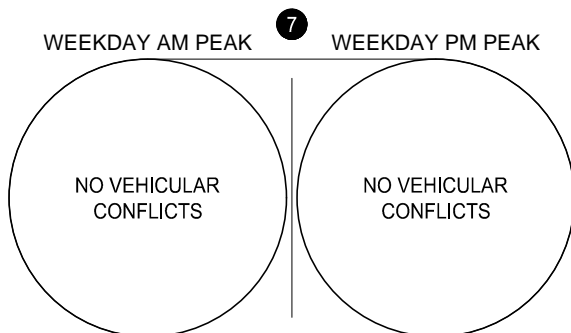 7
WEEKDAY AM PEAK
WEEKDAY PM PEAK
NO VEHICULAR
CONFLICTS
NO VEHICULAR
CONFLICTS